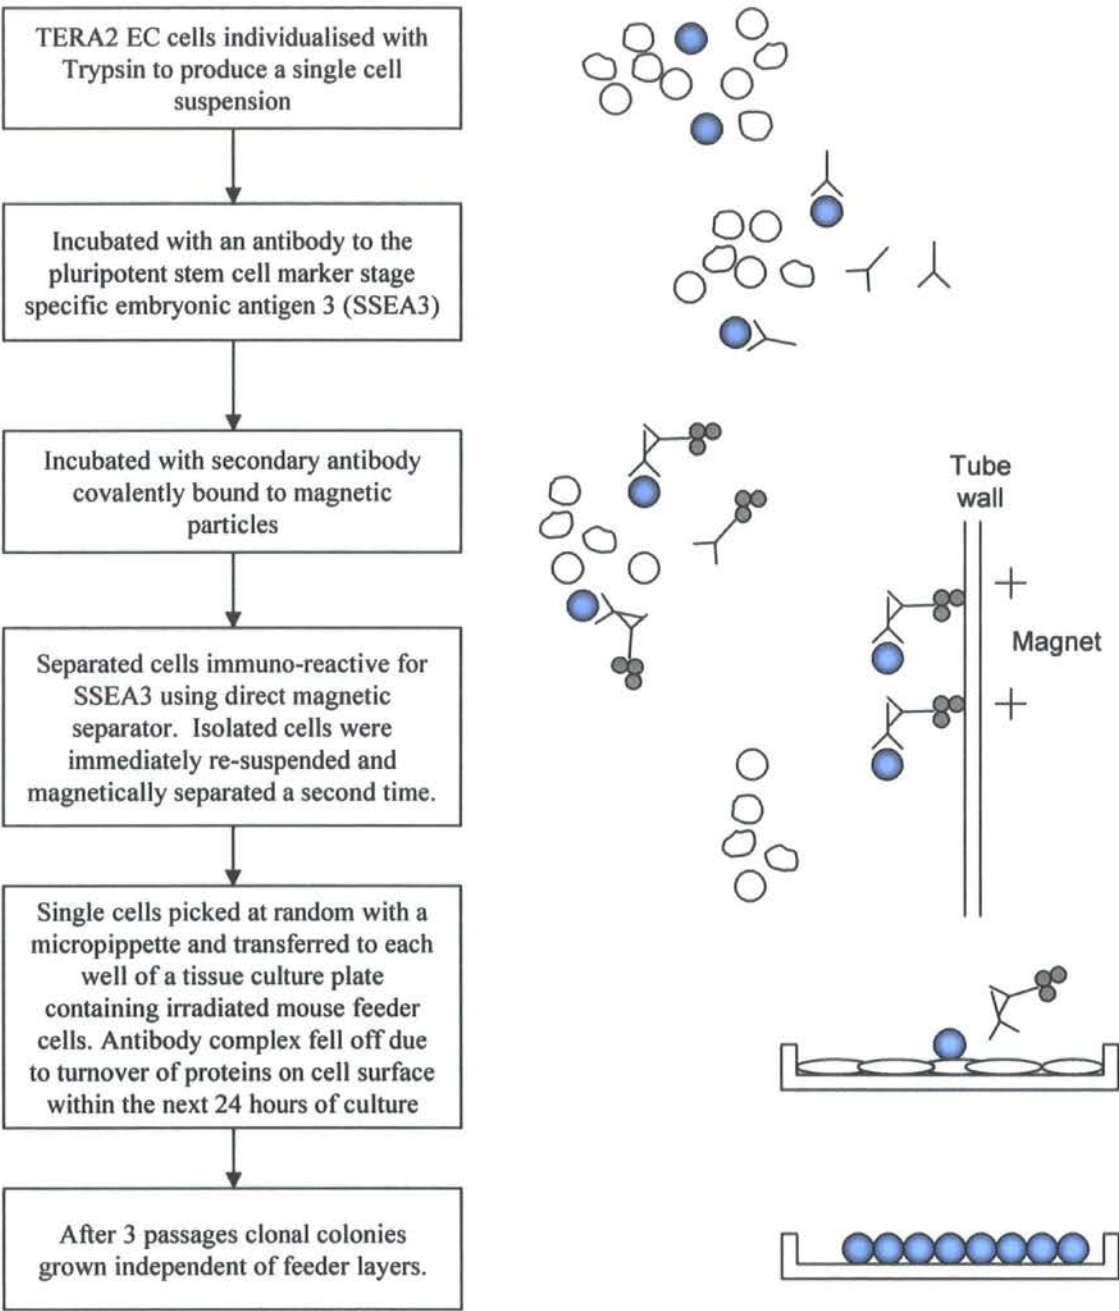 TERA2 EC cells individualised with
Trypsin to produce a single cell
suspension
Incubated with an antibody to the
pluripotent stem cell marker stage
specific embryonic antigen 3 (SSEA3)
Incubated with secondary antibody
covalently bound to magnetic
particles
Tube
wall
+
Magnet
+
Separated cells immuno-reactive for
SSEA3 using direct magnetic
separator. Isolated cells were
immediately re-suspended and
magnetically separated a second time.
Single cells picked at random with a
micropippette and transferred to each
well of a tissue culture plate
containing irradiated mouse feeder
cells. Antibody complex fell off due
to turnover of proteins on cell surface
within the next 24 hours of culture
After 3 passages clonal colonies
grown independent of feeder layers.